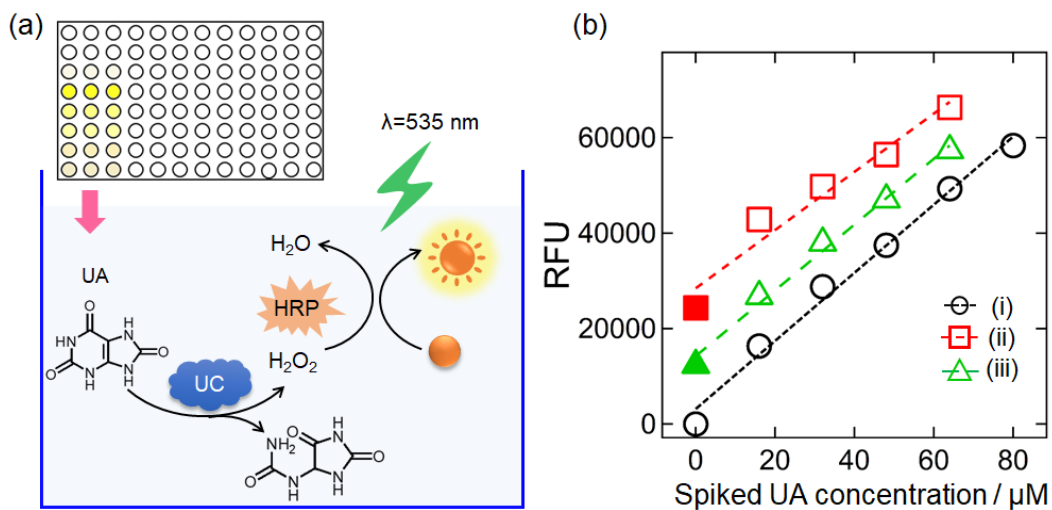 (a)
λ=535 nm
H₂O
UA
HRP
H₂O₂
UC
O
HN
H
N
O
N
H
N
H
O
NH₂
O
H
N
O
O
N
H
N
H
(b)
RFU
60000
40000
20000
0
(i)
(ii)
(iii)
0 20 40 60 80
Spiked UA concentration / μM